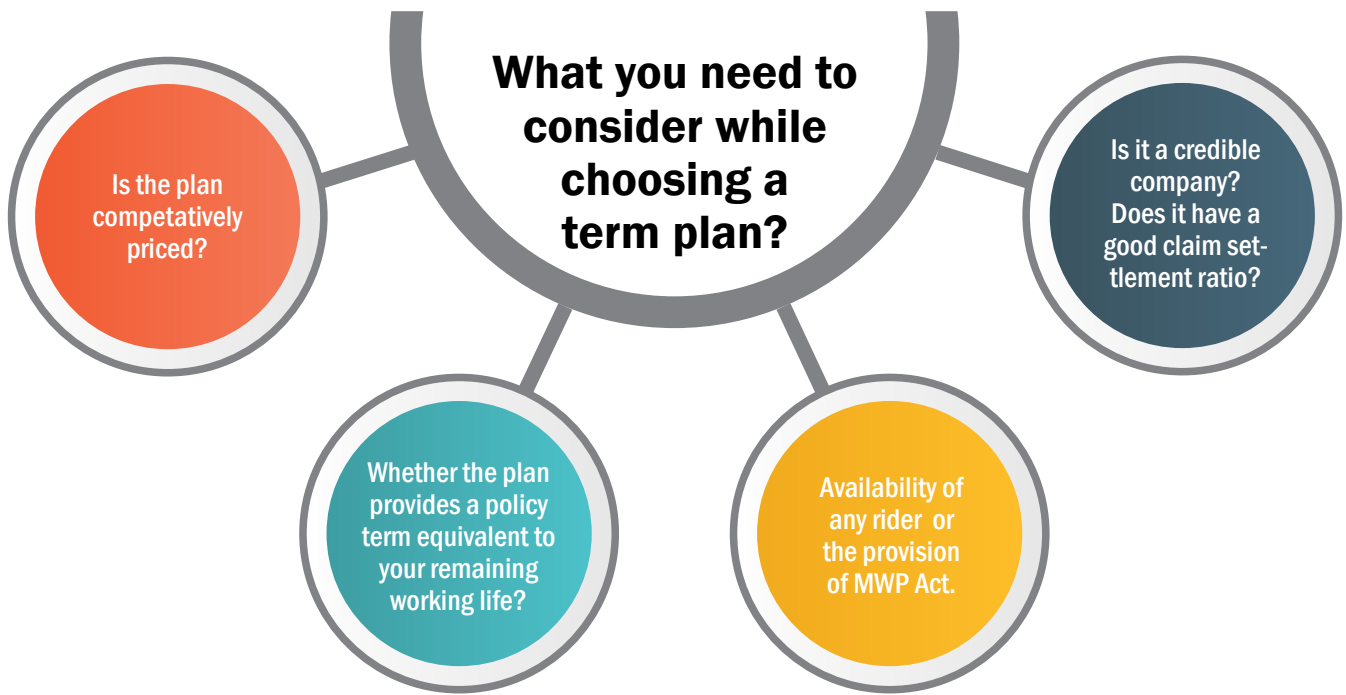 What you need to
consider while
choosing a
term plan?
Is the plan
competatively
priced?
Whether the plan
provides a policy
term equivalent to
your remaining
working life?
Availability of
any rider or
the provision
of MWP Act.
Is it a credible
company?
Does it have a
good claim set-
tlement ratio?